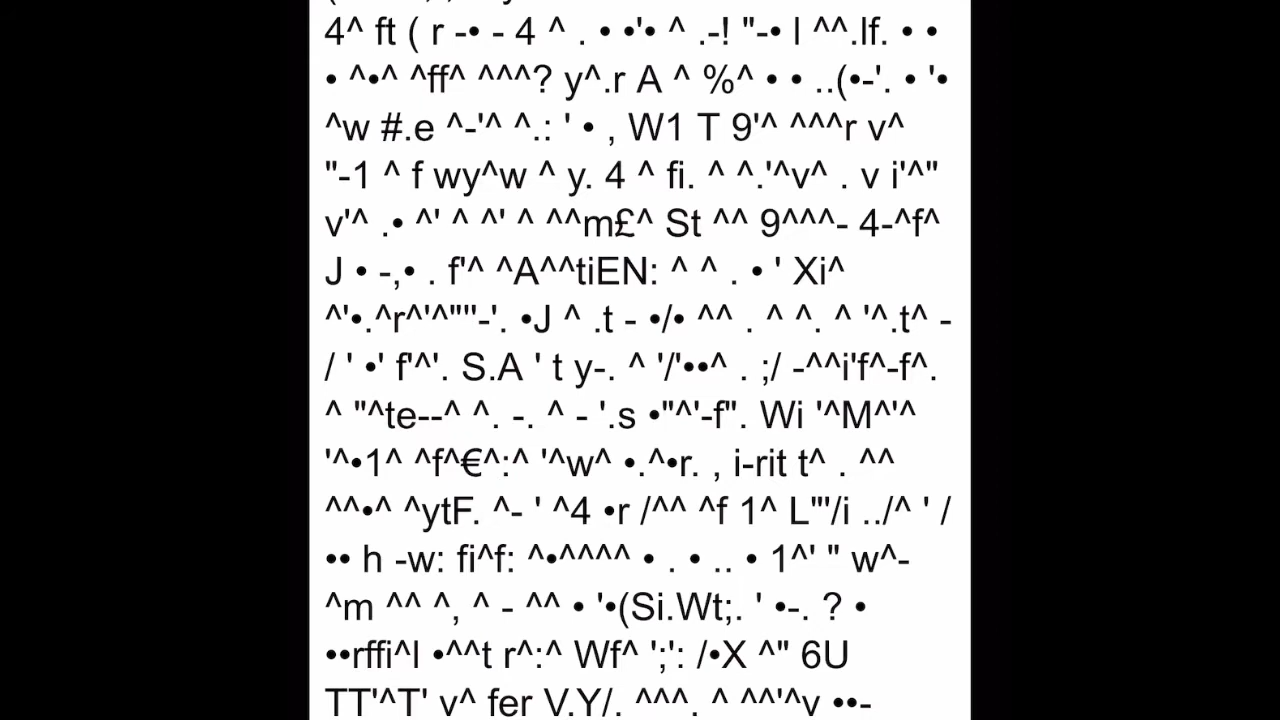 4^ ft ( r -• - 4 ^ . • •'• ^ .-! "-• l ^^.lf. • •
• ^•^ ^ff^ ^^^? y^.r A ^ %^ • • ..(•-'. • '•
^w #.e ^-'^ ^.: ' • , W1 T 9'^ ^^^r v^
"-1 ^ f wy^w ^ y. 4 ^ fi. ^ ^.'^v^ . v i'^"
v'^ .• ^' ^ ^' ^ ^^m£^ St ^^ 9^^^- 4-^f^
J • -,• . f'^ ^A^^tiEN: ^ ^ . • ' Xi^
^'•.^r^'^""-'. •J ^ .t - •/• ^^ . ^ ^. ^ '^.t^ -
/ ' •' f'^'. S.A ' t y-. ^ '/'••^ . ;/ -^^i'f^-f^.
^ "^te--^ ^. -. ^ - '.s •"^'-f". Wi '^M^'^
'^•1^ ^f^€^:^ '^w^ •.^•r. , i-rit t^ . ^^
^^•^ ^ytF. ^- ' ^4 •r /^^ ^f 1^ L"'/i ../^ ' /
•• h -w: fi^f: ^•^^^^ • . • .. • 1^' " w^-
^m ^^ ^, ^ - ^^ • '•(Si.Wt;. ' •-. ? •
••rffi^l •^^t r^:^ Wf^ ';': /•X ^" 6U
TT'^T' v^ fer V.Y/. ^^^. ^ ^^'^v ••-